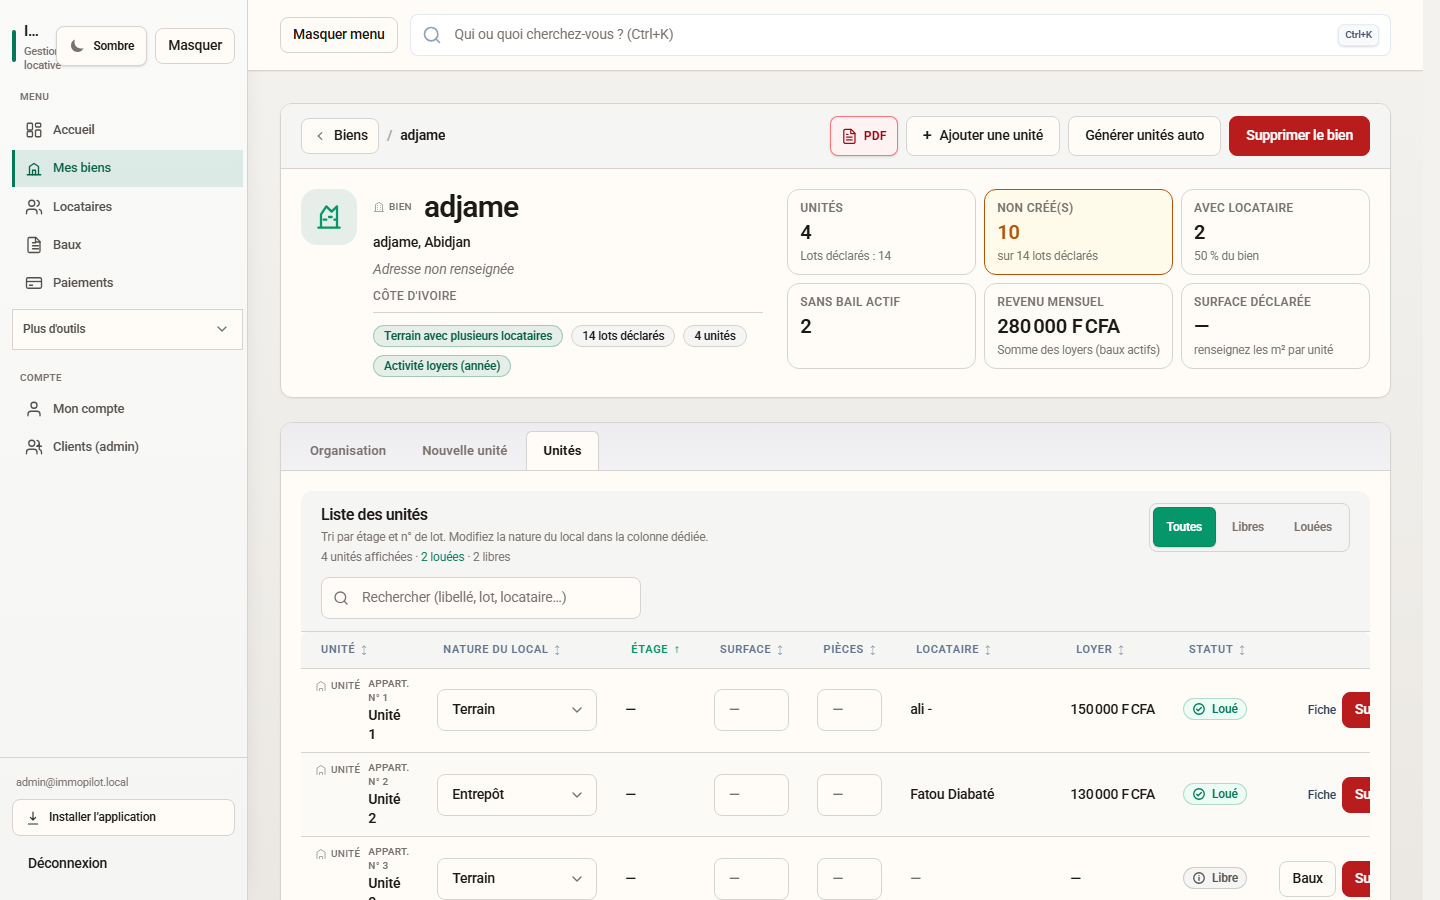 I...
Gestion
locative
Sombre
Masquer
MENU
Accueil
Mes biens
Locataires
Baux
Paiements
Plus d'outils
COMPTE
Mon compte
Clients (admin)
admin@immopilot.local
Installer l'application
Déconnexion
Masquer menu
Qui ou quoi cherchez-vous ? (Ctrl+K)
Ctrl+K
Biens / adjame
PDF
+ Ajouter une unité
Générer unités auto
Supprimer le bien
BIEN adjame
adjame, Abidjan
Adresse non renseignée
CÔTE D'IVOIRE
Terrain avec plusieurs locataires 14 lots déclarés 4 unités
Activité loyers (année)
UNITÉS
4
Lots déclarés : 14
NON CRÉÉ(S)
10
sur 14 lots déclarés
AVEC LOCATAIRE
2
50 % du bien
SANS BAIL ACTIF
2
REVENU MENSUEL
280 000 F CFA
Somme des loyers (baux actifs)
SURFACE DÉCLARÉE
—
renseignez les m² par unité
Organisation Nouvelle unité Unités
Liste des unités
Tri par étage et n° de lot. Modifiez la nature du local dans la colonne dédiée.
4 unités affichées · 2 louées · 2 libres
Toutes Libres Louées
Rechercher (libellé, lot, locataire...)
UNITÉ ↕ NATURE DU LOCAL ↕ ÉTAGE ↑ SURFACE ↕ PIÈCES ↕ LOCATAIRE ↕ LOYER ↕ STATUT ↕
UNITÉ APPART. N° 1 Unité 1 Terrain — — — ali - 150 000 F CFA Loué Fiche Su
UNITÉ APPART. N° 2 Unité 2 Entrepôt — — — Fatou Diabaté 130 000 F CFA Loué Fiche Su
UNITÉ APPART. N° 3 Unité Terrain — — — — — Libre Baux Su